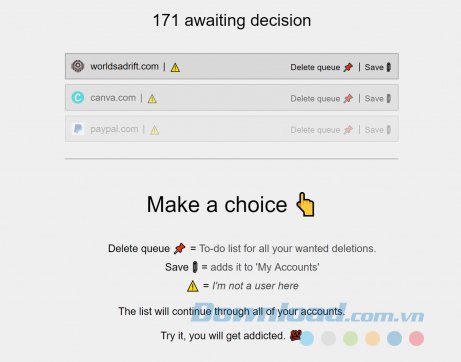 171 awaiting decision
worldsadrift.com | ⚠ Delete queue 📌 | Save
C canva.com | ⚠ Delete queue 📌 | Save
paypal.com | ⚠ Delete queue 📌 | Save
Make a choice 👆
Delete queue 📌 = To-do list for all your wanted deletions.
Save = adds it to 'My Accounts'
⚠ = I'm not a user here
The list will continue through all of your accounts.
Download.com.vn
Try it, you will get addicted.